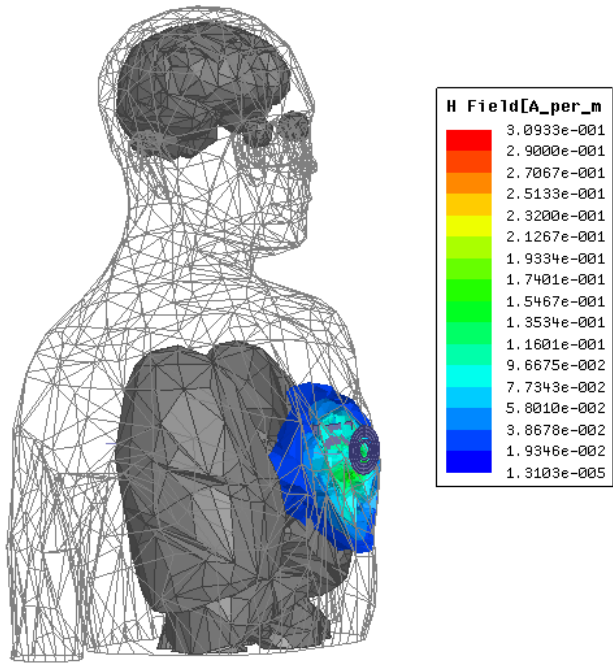 H Field[A_per_m
3.0933e-001
2.9000e-001
2.7067e-001
2.5133e-001
2.3200e-001
2.1267e-001
1.9334e-001
1.7401e-001
1.5467e-001
1.3534e-001
1.1601e-001
9.6675e-002
7.7343e-002
5.8010e-002
3.8678e-002
1.9346e-002
1.3103e-005